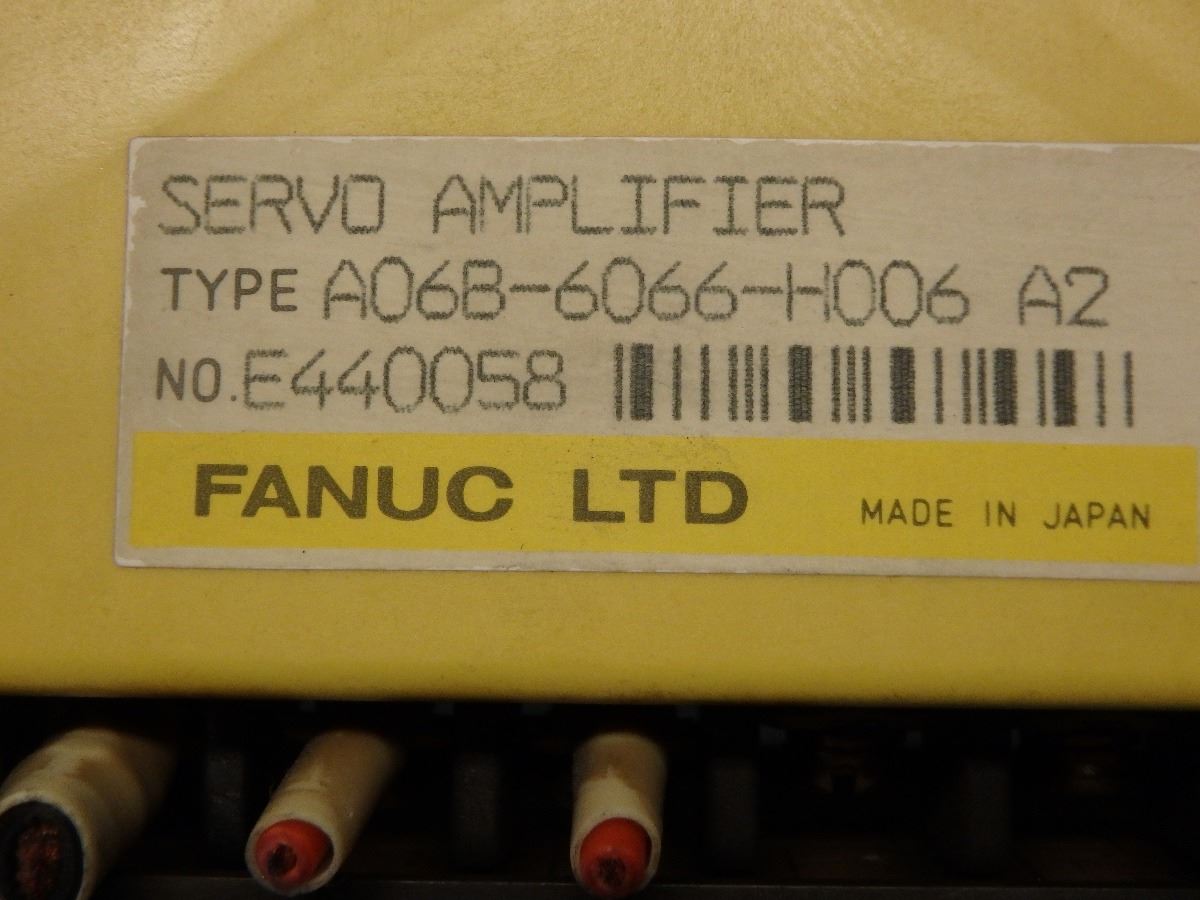 SERVO AMPLIFIER
TYPE A06B-6066-H006 A2
NO. E440058
FANUC LTD MADE IN JAPAN